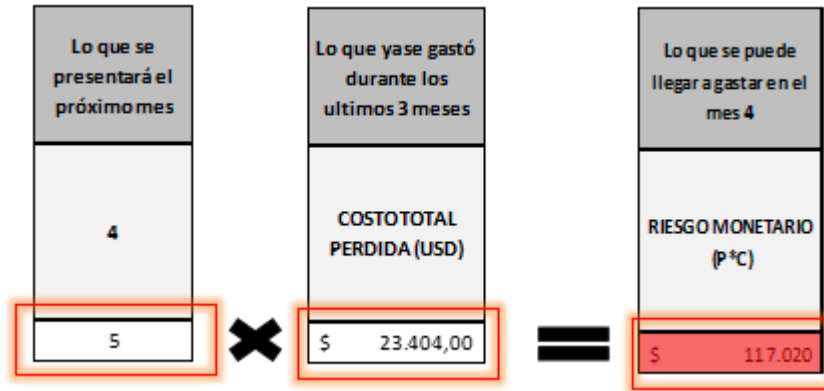 Lo que se
presentará el
próximo mes
4
5
Lo que yase gastó
durante los
ultimos 3 meses
COSTO TOTAL
PERDIDA (USD)
$ 23.404,00
Lo que se puede
llegar a gastar en el
mes 4
RIESGO MONETARIO
(P*C)
$ 117.020